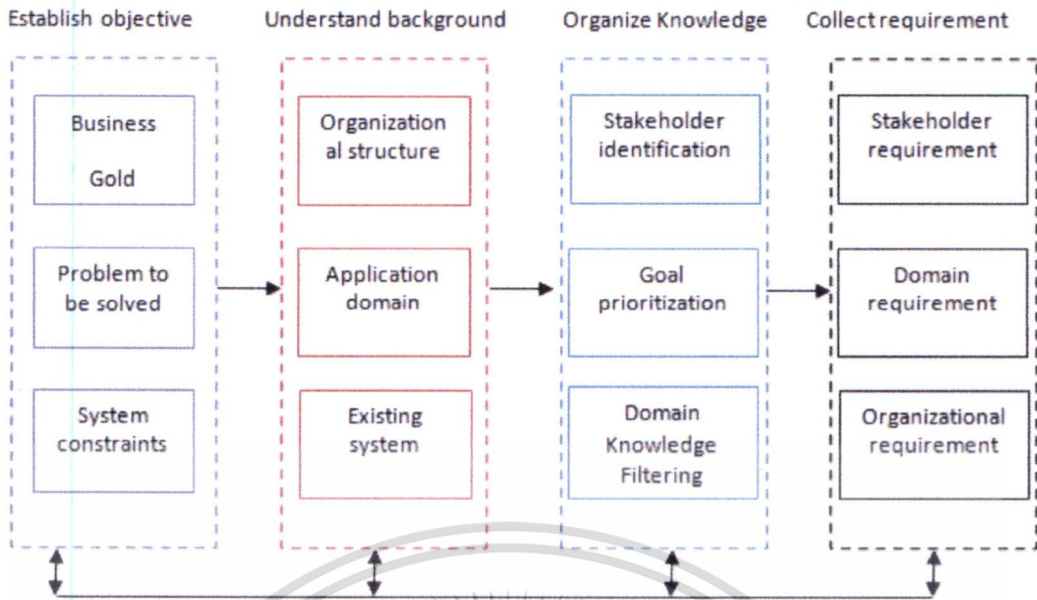 Establish objective
Understand background
Organize Knowledge
Collect requirement
Business
Gold
Organization
al structure
Stakeholder
identification
Stakeholder
requirement
Problem to
be solved
Application
domain
Goal
prioritization
Domain
requirement
System
constraints
Existing
system
Domain
Knowledge
Filtering
Organizational
requirement